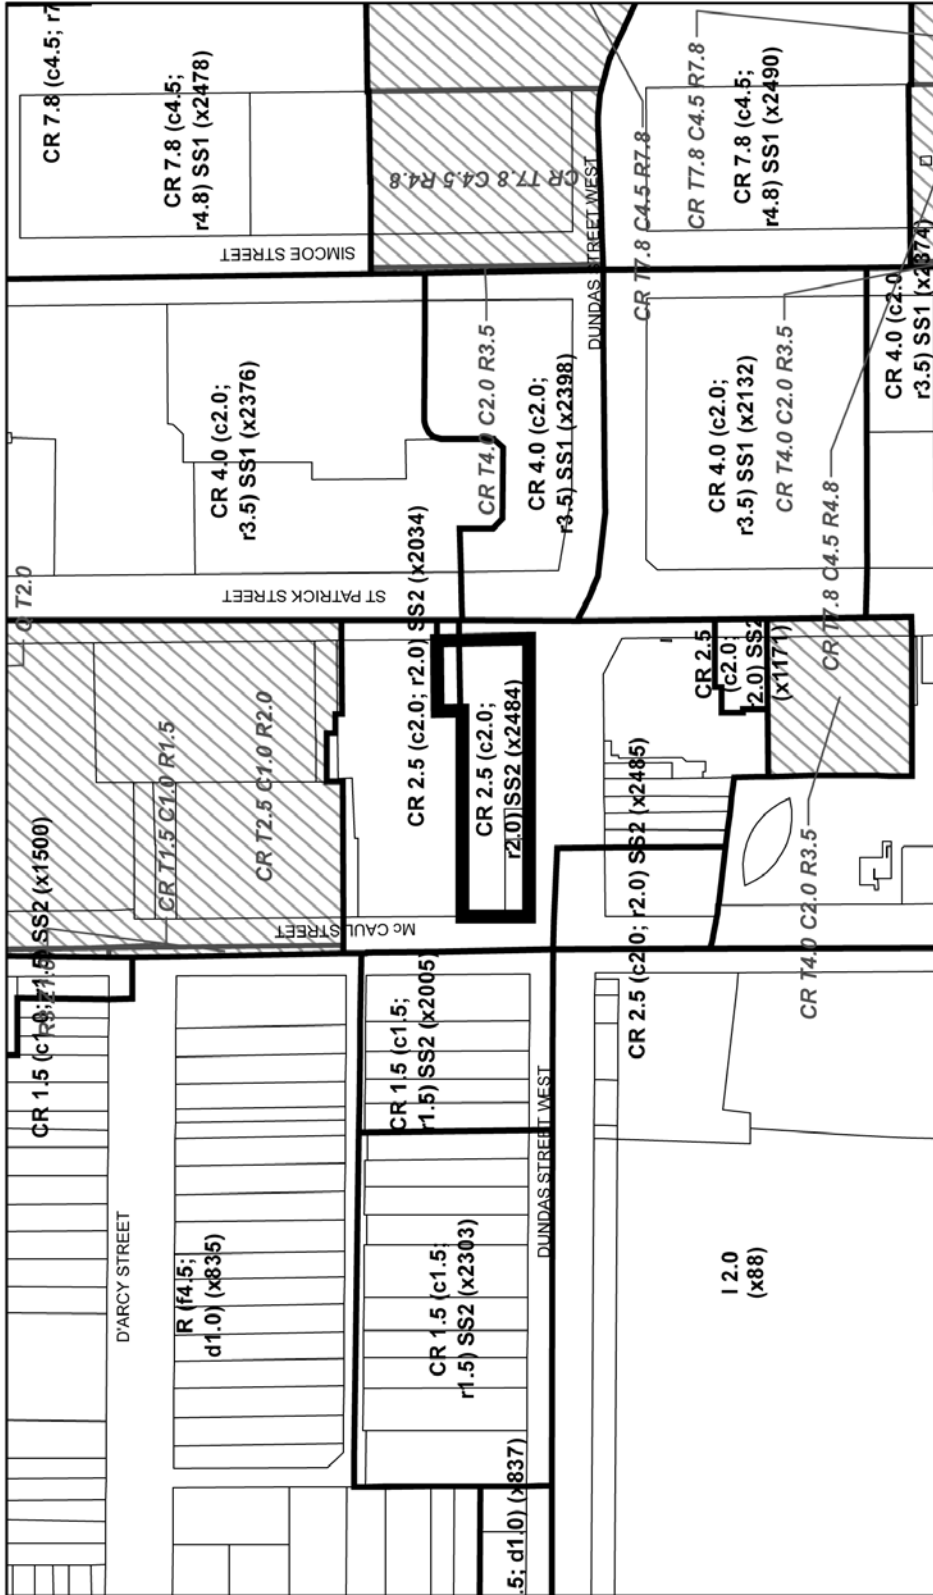 CR 7.8 (c4.5; r7
CR 7.8 (c4.5;
r4.8) SS1 (x2478)
CR T7.8 C4.5 R4.8
SIMCOE STREET
DUNDAS STREET WEST
CR T7.8 C4.5 R7.8
CR T7.8 C4.5 R7.8
CR 7.8 (c4.5;
r4.8) SS1 (x2490)
CR 4.0 (c2.0;
r3.5) SS1 (x2376)
CR T4.0 C2.0 R3.5
CR 4.0 (c2.0;
r3.5) SS1 (x2398)
CR 4.0 (c2.0;
r3.5) SS1 (x2132)
CR T4.0 C2.0 R3.5
CR T7.8 C4.5 R4.8
CR 4.0 (c2.0
r3.5) SS1 (x2374)
ST PATRICK STREET
T2.0
CR T1.5 C1.0 R1.5
CR T2.5 C1.0 R2.0
CR 2.5 (c2.0; r2.0) SS2 (x2034)
CR 2.5 (c2.0;
r2.0) SS2 (x2484)
CR 2.5
(c2.0;
r2.0) SS2
(x1171)
CR T4.0 C2.0 R3.5
CR 2.5 (c2.0; r2.0) SS2 (x2485)
Mc CAUL STREET
CR 1.5 (c1.0; r1.5) SS2 (x1500)
CR 1.5 (c1.5;
r1.5) SS2 (x2005)
DUNDAS STREET WEST
D'ARCY STREET
R (f4.5;
d1.0) (x835)
CR 1.5 (c1.5;
r1.5) SS2 (x2303)
I 2.0
(x88)
.5; d1.0) (x837)